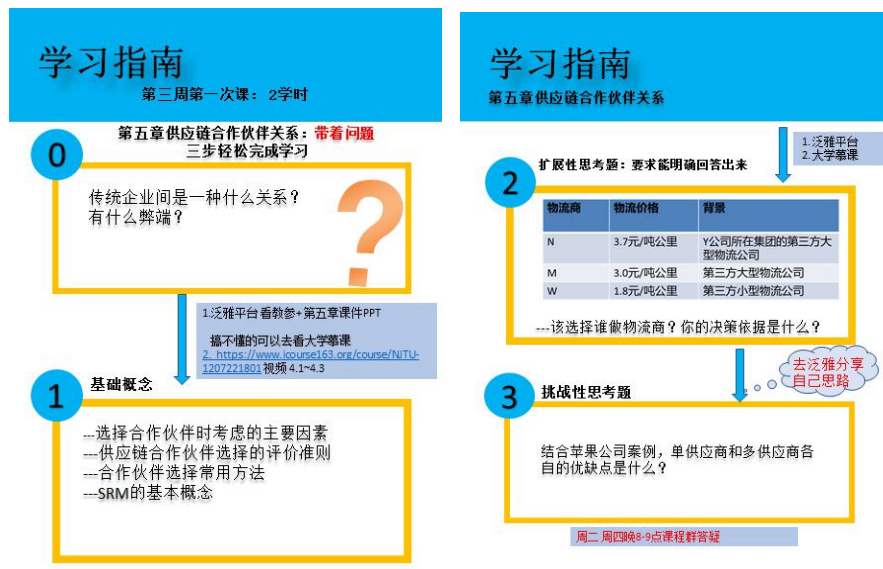 学习指南
第三周第一次课：2学时
第五章供应链合作伙伴关系：带着问题
三步轻松完成学习
0
传统企业间是一种什么关系？
有什么弊端？
?
1.泛雅平台看教参+第五章课件PPT
搞不懂的可以去看大学慕课
2. https://www.icourse163.org/course/NJTU-
1207221801视频4.1~4.3
1
基础概念
---选择合作伙伴时考虑的主要因素
---供应链合作伙伴选择的评价准则
---合作伙伴选择常用方法
---SRM的基本概念
学习指南
第五章供应链合作伙伴关系
1.泛雅平台
2.大学慕课
2
扩展性思考题：要求能明确回答出来
物流商 物流价格 背景
N 3.7元/吨公里 Y公司所在集团的第三方大
型物流公司
M 3.0元/吨公里 第三方大型物流公司
W 1.8元/吨公里 第三方小型物流公司
---该选择谁做物流商？你的决策依据是什么？
去泛雅分享
自己思路
3
挑战性思考题
结合苹果公司案例，单供应商和多供应商各
自的优缺点是什么？
周二 周四晚8-9点课程群答疑